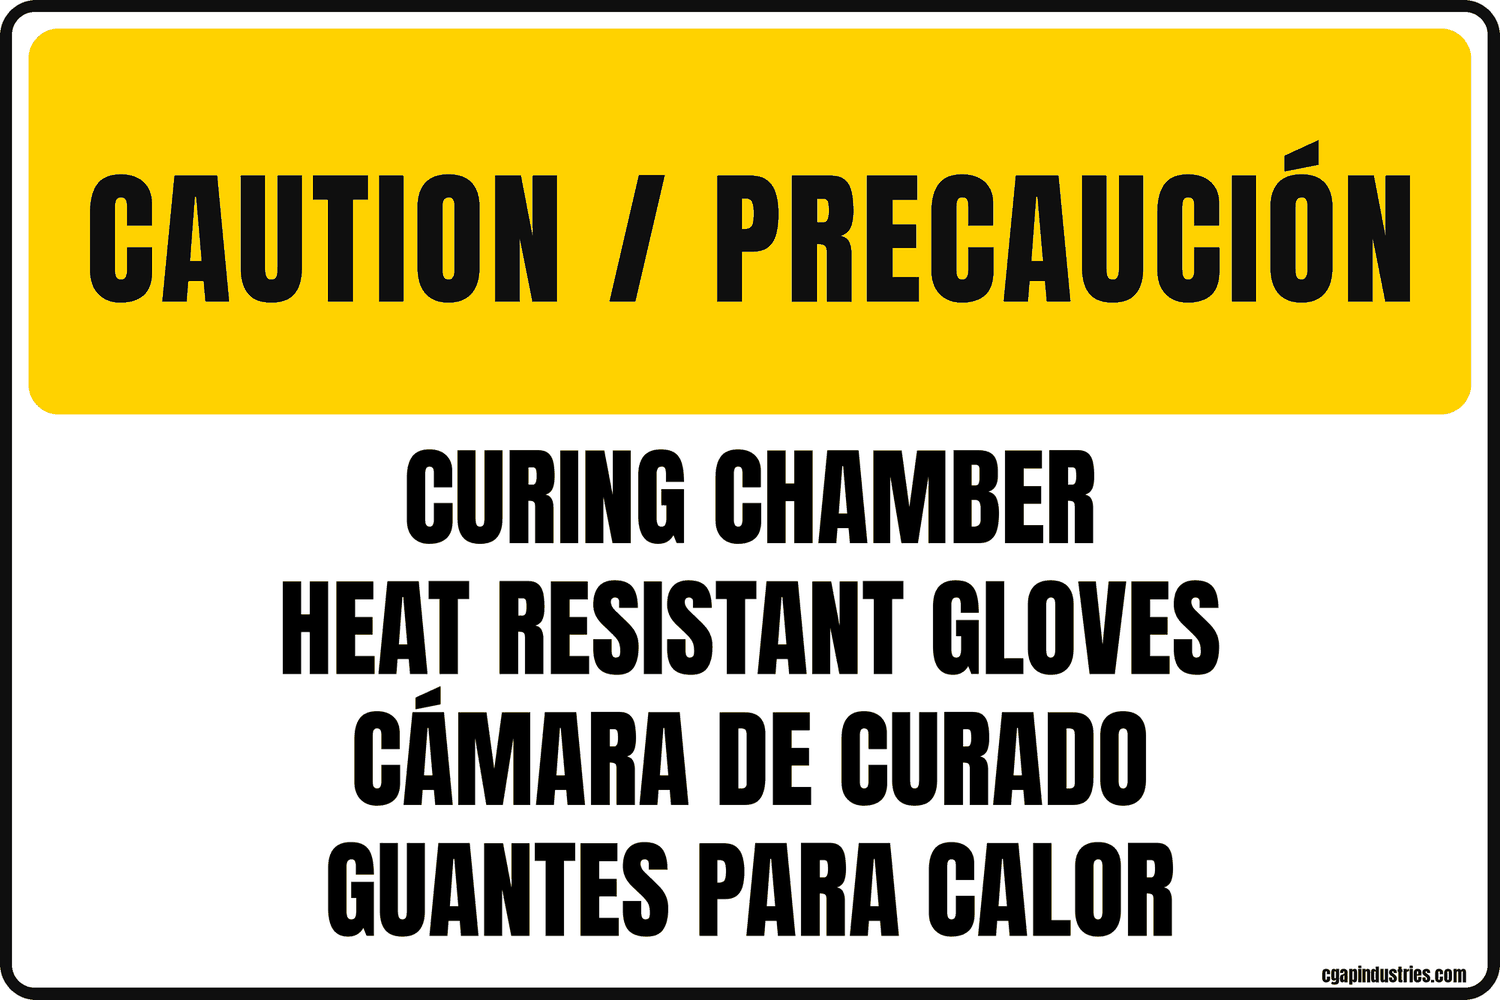 CAUTION / PRECAUCIÓN
CURING CHAMBER
HEAT RESISTANT GLOVES
CÁMARA DE CURADO
GUANTES PARA CALOR
cgapindustries.com